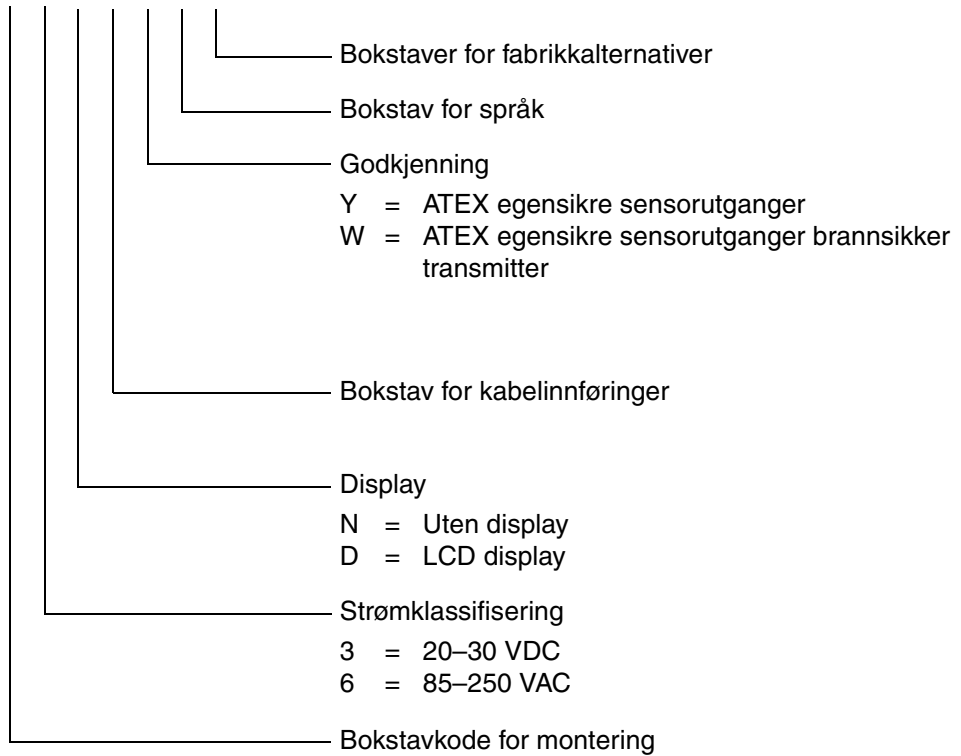 Bokstaver for fabrikkalternativer
Bokstav for språk
Godkjenning
Y = ATEX egensikre sensorutganger
W = ATEX egensikre sensorutganger brannsikker
transmitter
Bokstav for kabelinnføringer
Display
N = Uten display
D = LCD display
Strømklassifisering
3 = 20–30 VDC
6 = 85–250 VAC
Bokstavkode for montering